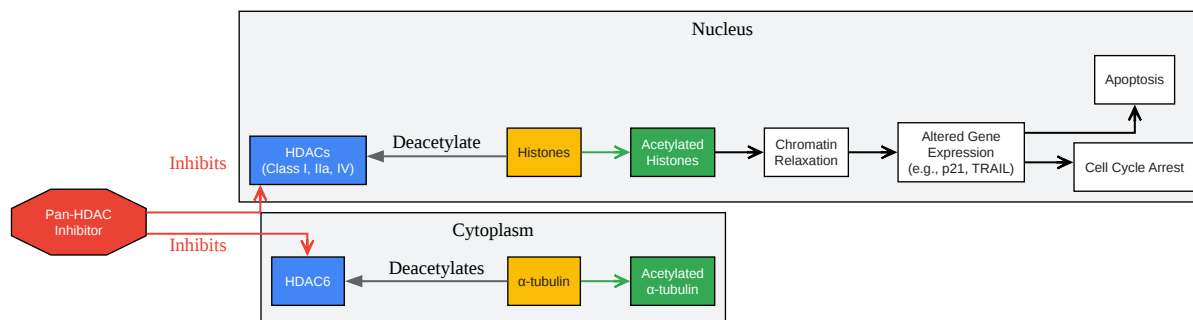 Nucleus
Apoptosis
Deacetylate
HDACs
(Class I, IIa, IV)
Histones
Acetylated
Histones
Chromatin
Relaxation
Altered Gene
Expression
(e.g., p21, TRAIL)
Cell Cycle Arrest
Inhibits
Pan-HDAC
Inhibitor
Inhibits
Cytoplasm
Deacetylates
HDAC6
α-tubulin
Acetylated
α-tubulin